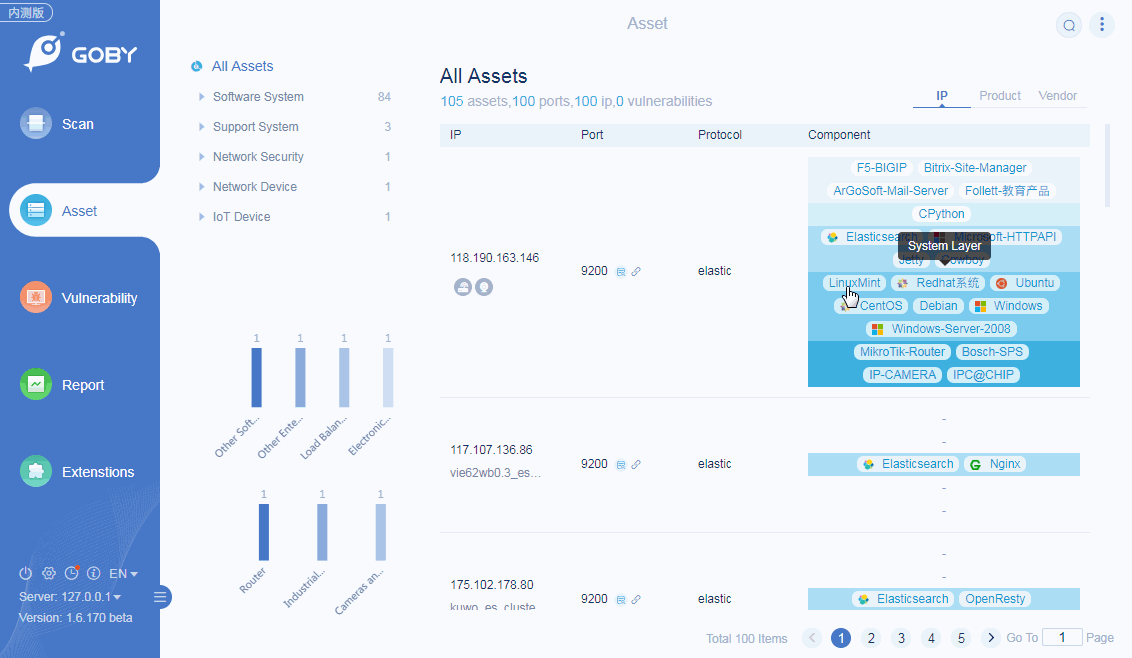 内测版
GOBY
Scan
Asset
Vulnerability
Report
Extenstions
EN
Server: 127.0.0.1
Version: 1.6.170 beta
Asset
All Assets
Software System 84
Support System 3
Network Security 1
Network Device 1
IoT Device 1
1 1 1 1
Other Soft... Other Ente... Load Balan... Electronic...
1 1 1
Router Industrial... Cameras an...
All Assets
105 assets,100 ports,100 ip,0 vulnerabilities
IP Product Vendor
IP Port Protocol Component
118.190.163.146 9200 elastic
F5-BIGIP Bitrix-Site-Manager
ArGoSoft-Mail-Server Follett-教育产品
CPython
Elasticsearch Microsoft-HTTPAPI
System Layer
Jetty Cowboy
LinuxMint Redhat系统 Ubuntu
CentOS Debian Windows
Windows-Server-2008
MikroTik-Router Bosch-SPS
IP-CAMERA IPC@CHIP
117.107.136.86
vie62wb0.3_es...
9200 elastic
-
-
Elasticsearch Nginx
-
-
175.102.178.80
kuwo_es_cluste
9200 elastic
-
-
Elasticsearch OpenResty
Total 100 Items < 1 2 3 4 5 > Go To 1 Page